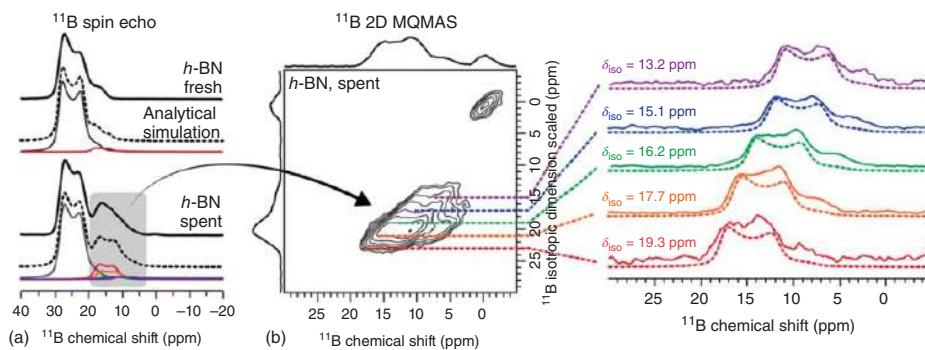 ¹¹B spin echo
h-BN
fresh
Analytical
simulation
h-BN
spent
40 30 20 10 0 –10 –20
(a) ¹¹B chemical shift (ppm)
¹¹B 2D MQMAS
h-BN, spent
0
5
10
15
20
25
¹¹B isotropic dimension scaled (ppm)
25 20 15 10 5 0
(b) ¹¹B chemical shift (ppm)
δiso = 13.2 ppm
δiso = 15.1 ppm
δiso = 16.2 ppm
δiso = 17.7 ppm
δiso = 19.3 ppm
25 20 15 10 5 0
¹¹B chemical shift (ppm)